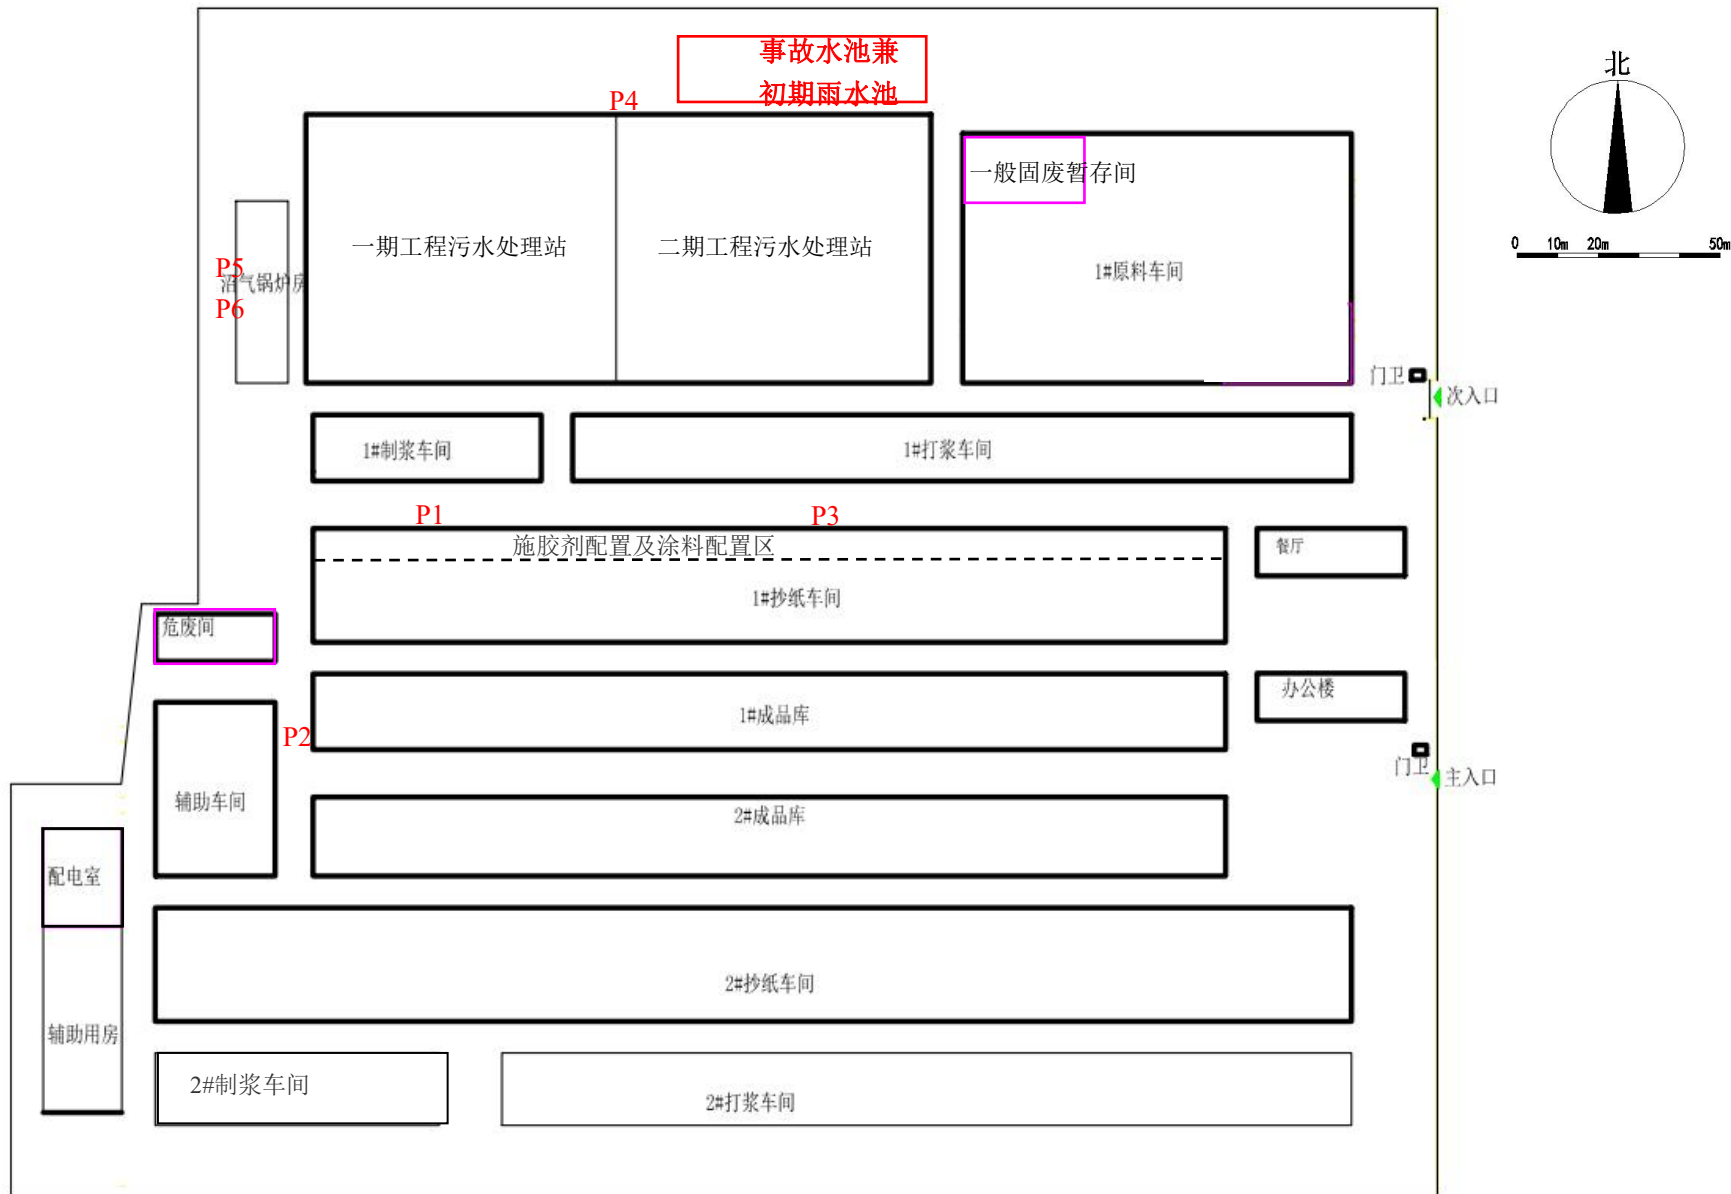 事故水池兼
初期雨水池
北
P4
一般固废暂存间
0 10m 20m 50m
一期工程污水处理站
二期工程污水处理站
1#原料车间
P5
沼气锅炉房
P6
门卫
次入口
1#制浆车间
1#打浆车间
P1
P3
施胶剂配置及涂料配置区
餐厅
1#抄纸车间
危废间
办公楼
1#成品库
P2
门卫
主入口
辅助车间
2#成品库
配电室
2#抄纸车间
辅助用房
2#制浆车间
2#打浆车间